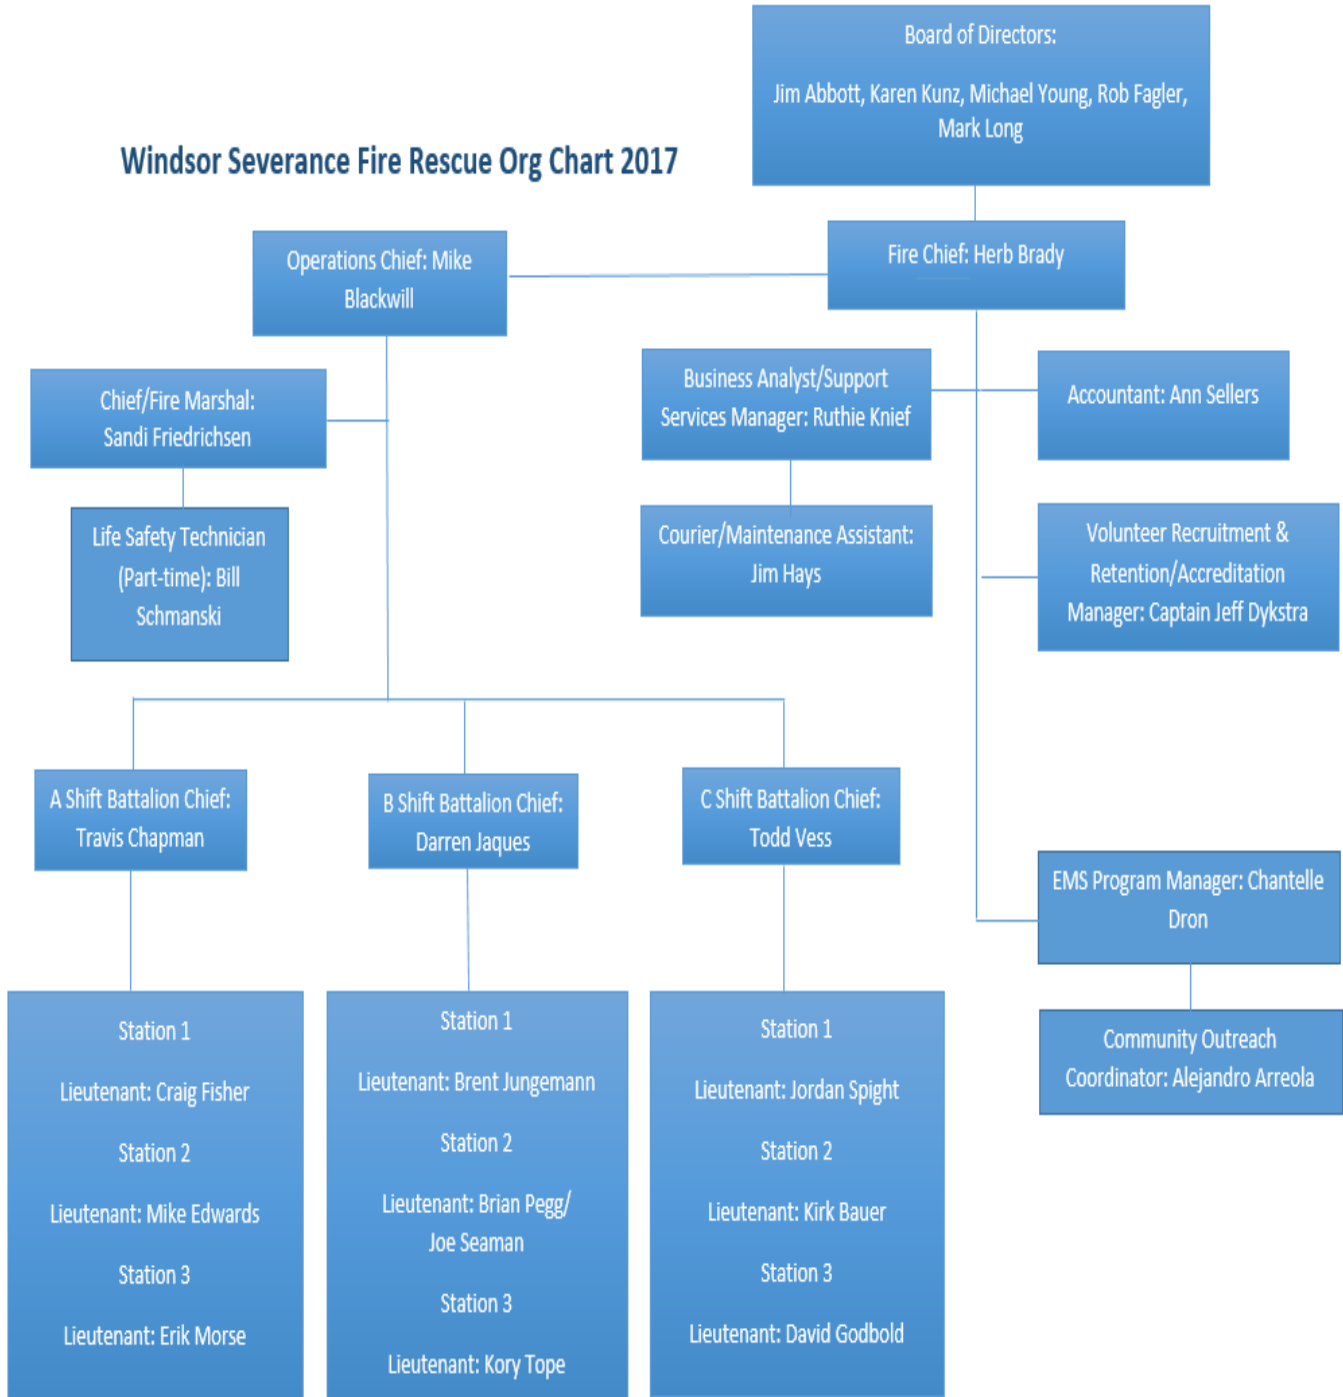 Board of Directors:
Jim Abbott, Karen Kunz, Michael Young, Rob Fagler,
Mark Long
Windsor Severance Fire Rescue Org Chart 2017
Operations Chief: Mike
Blackwill
Fire Chief: Herb Brady
Chief/Fire Marshal:
Sandi Friedrichsen
Business Analyst/Support
Services Manager: Ruthie Knief
Accountant: Ann Sellers
Life Safety Technician
(Part-time): Bill
Schmanski
Courier/Maintenance Assistant:
Jim Hays
Volunteer Recruitment &
Retention/Accreditation
Manager: Captain Jeff Dykstra
A Shift Battalion Chief:
Travis Chapman
B Shift Battalion Chief:
Darren Jaques
C Shift Battalion Chief:
Todd Vess
EMS Program Manager: Chantelle
Dron
Community Outreach
Coordinator: Alejandro Arreola
Station 1
Lieutenant: Craig Fisher
Station 2
Lieutenant: Mike Edwards
Station 3
Lieutenant: Erik Morse
Station 1
Lieutenant: Brent Jungemann
Station 2
Lieutenant: Brian Pegg/
Joe Seaman
Station 3
Lieutenant: Kory Tope
Station 1
Lieutenant: Jordan Spight
Station 2
Lieutenant: Kirk Bauer
Station 3
Lieutenant: David Godbold